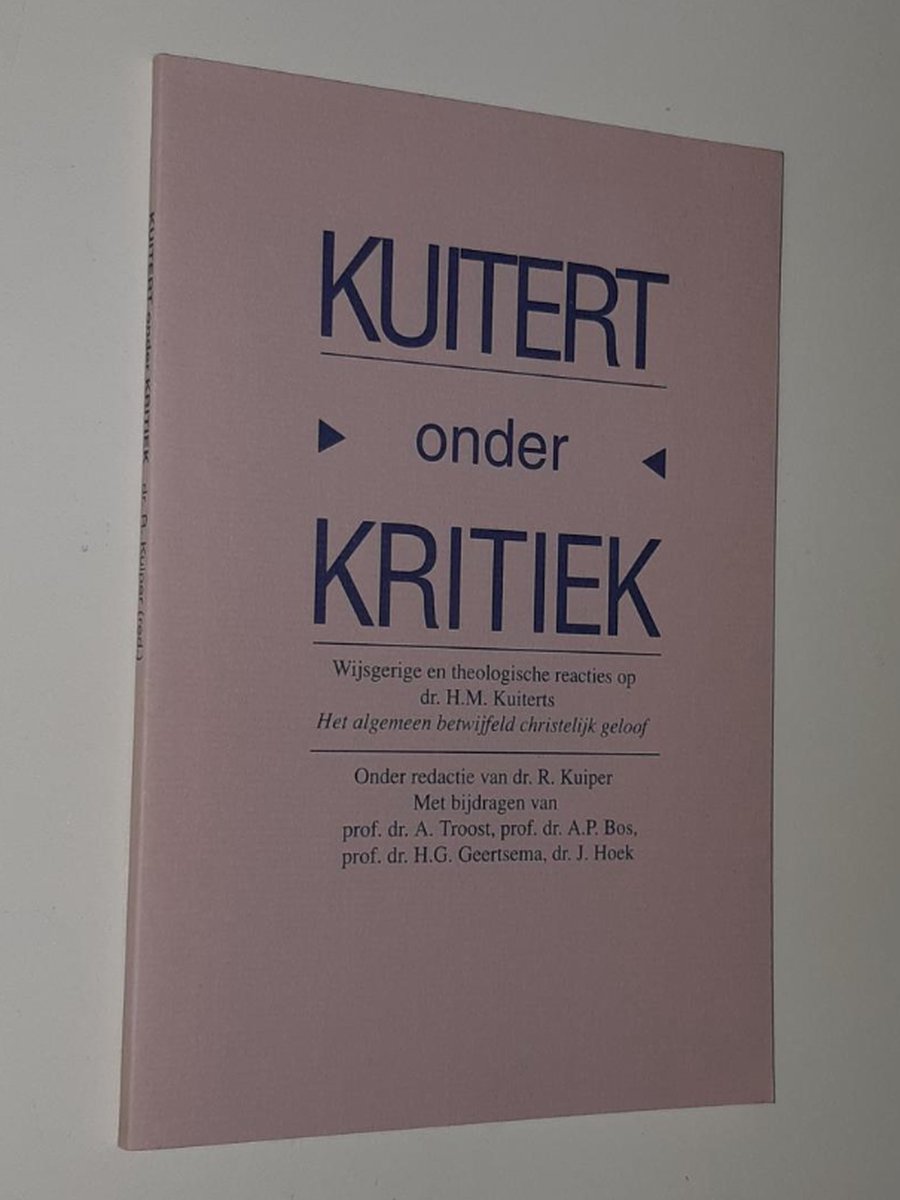 KUITERT
onder
KRITIEK
Wijsgerige en theologische reacties op
dr. H.M. Kuiterts
Het algemeen betwijfeld christelijk geloof
Onder redactie van dr. R. Kuiper
Met bijdragen van
prof. dr. A. Troost, prof. dr. A.P. Bos,
prof. dr. H.G. Geertsema, dr. J. Hoek
KUITERT onder KRITIEK dr. R. Kuiper (red.)